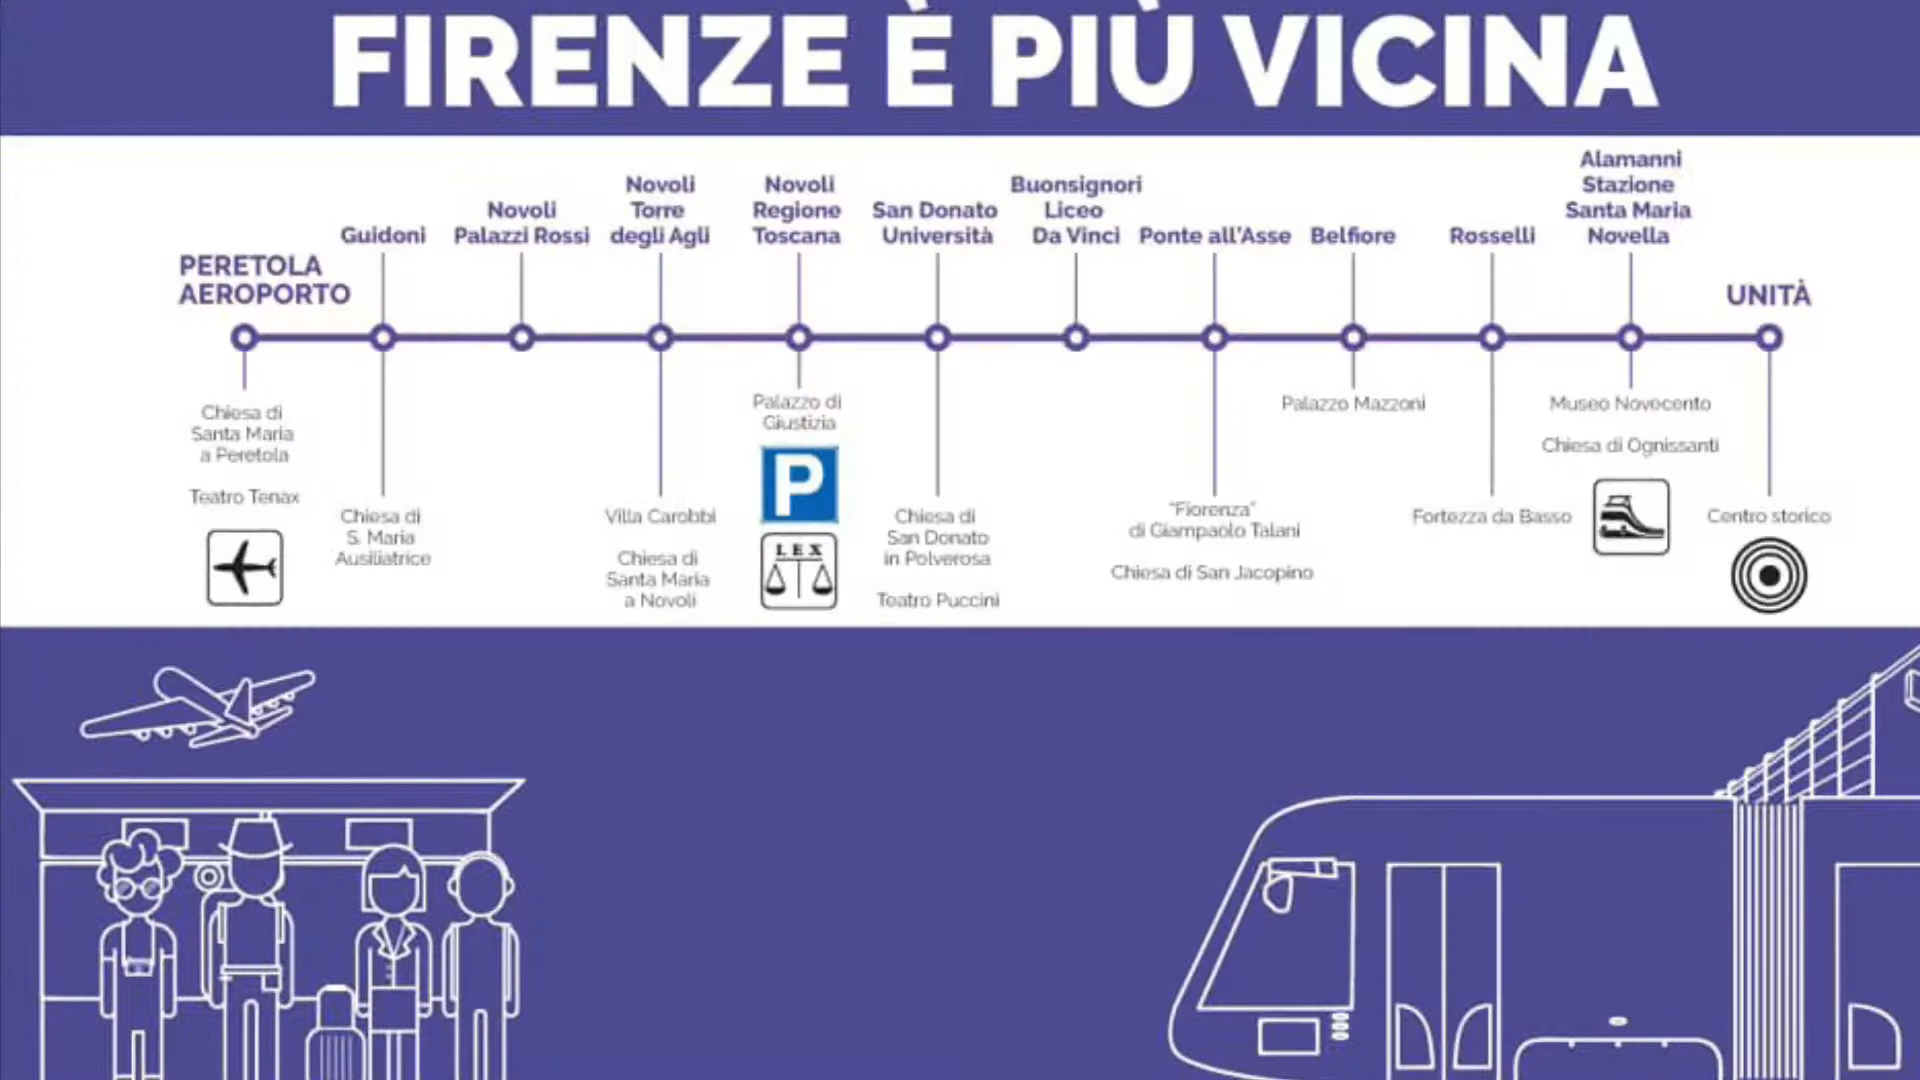 FIRENZE È PIÙ VICINA
PERETOLA
AEROPORTO
Guidoni
Novoli
Palazzi Rossi
Novoli
Torre
degli Agli
Novoli
Regione
Toscana
San Donato
Università
Buonsignori
Liceo
Da Vinci
Ponte all'Asse
Belfiore
Rosselli
Alamanni
Stazione
Santa Maria
Novella
UNITÀ
Chiesa di
Santa Maria
a Peretola
Teatro Tenax
Chiesa di
S. Maria
Ausiliatrice
Villa Carobbi
Chiesa di
Santa Maria
a Novoli
Palazzo di
Giustizia
P
LEX
Chiesa di
San Donato
in Polverosa
Teatro Puccini
"Fiorenza"
di Giampaolo Talani
Chiesa di San Jacopino
Palazzo Mazzoni
Fortezza da Basso
Museo Novecento
Chiesa di Ognissanti
Centro storico